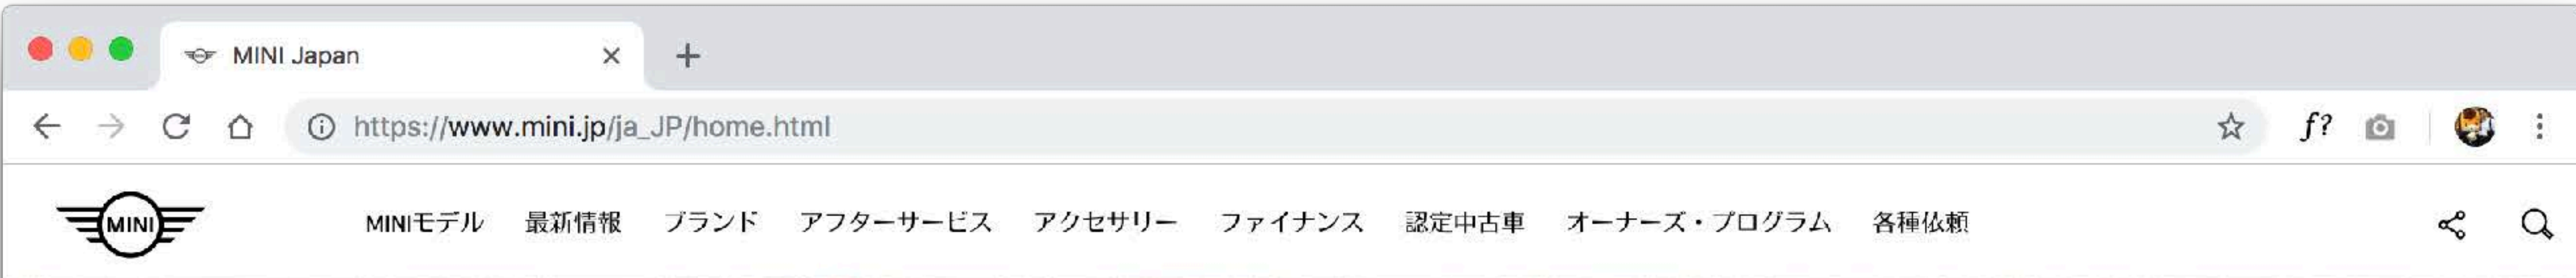 MINI Japan
https://www.mini.jp/ja_JP/home.html f?
MINI MINIモデル 最新情報 ブランド アフターサービス アクセサリー ファイナンス 認定中古車 オーナーズ・プログラム 各種依頼